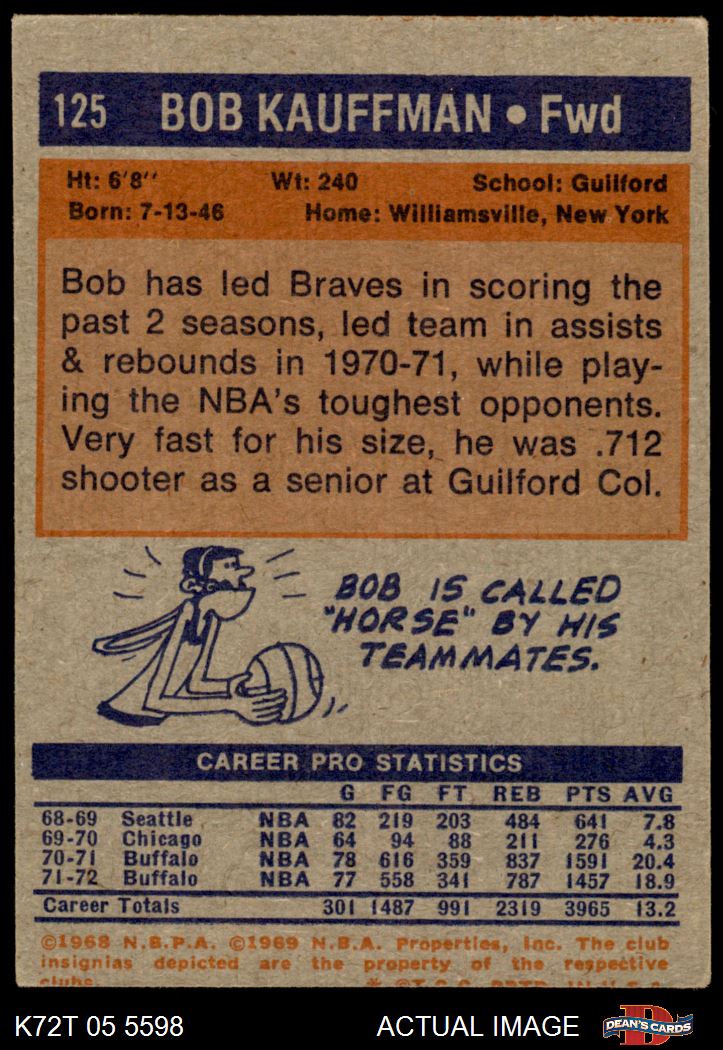 125 BOB KAUFFMAN • Fwd
Ht: 6'8'' Wt: 240 School: Guilford
Born: 7-13-46 Home: Williamsville, New York
Bob has led Braves in scoring the
past 2 seasons, led team in assists
& rebounds in 1970-71, while play-
ing the NBA's toughest opponents.
Very fast for his size, he was .712
shooter as a senior at Guilford Col.
BOB IS CALLED
"HORSE" BY HIS
TEAMMATES.
CAREER PRO STATISTICS
G FG FT REB PTS AVG
68-69 Seattle NBA 82 219 203 484 641 7.8
69-70 Chicago NBA 64 94 88 211 276 4.3
70-71 Buffalo NBA 78 616 359 837 1591 20.4
71-72 Buffalo NBA 77 558 341 787 1457 18.9
Career Totals 301 1487 991 2319 3965 13.2
©1968 N.B.P.A. ©1969 N.B.A. Properties, Inc. The club
insignias depicted are the property of the respective
clubs.
K72T 05 5598 ACTUAL IMAGE DEAN'S CARDS